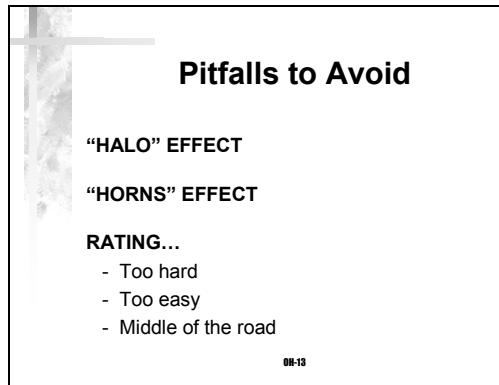 Pitfalls to Avoid
“HALO” EFFECT
“HORNS” EFFECT
RATING…
- Too hard
- Too easy
- Middle of the road
OH-13